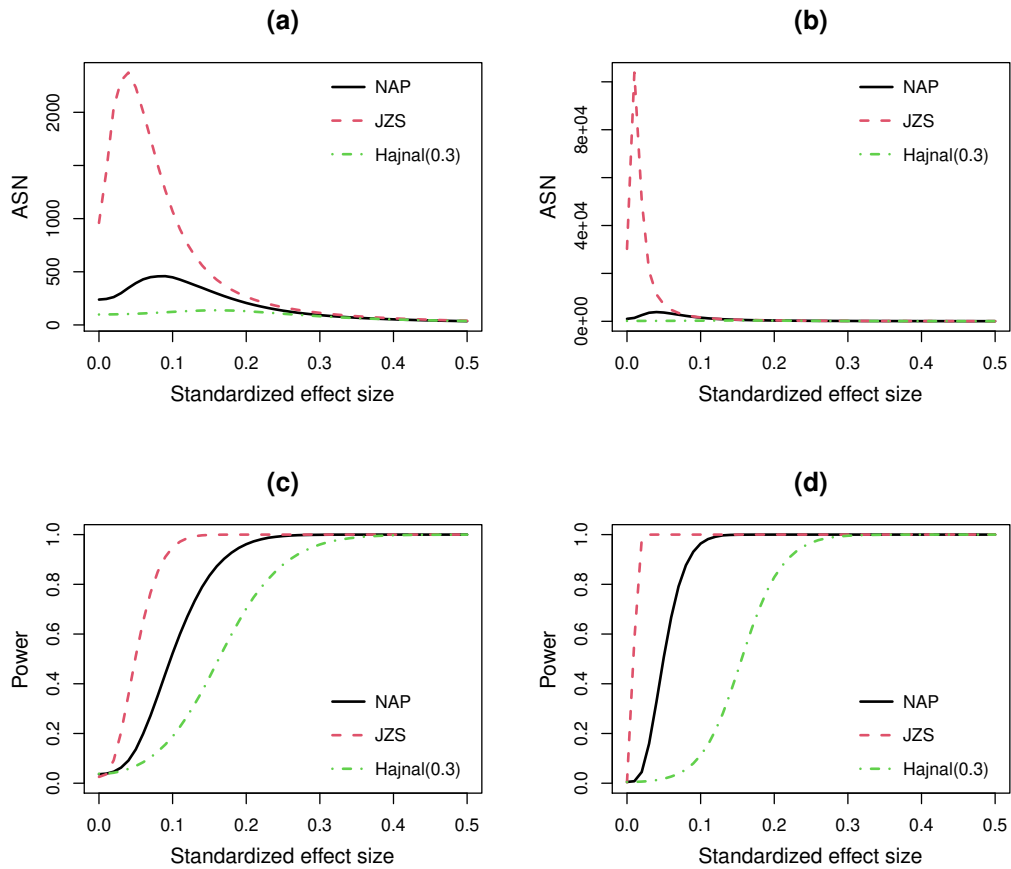 (a)
ASN
0
500
1000
2000
NAP
JZS
Hajnal(0.3)
0.0 0.1 0.2 0.3 0.4 0.5
Standardized effect size
(b)
ASN
0e+00
4e+04
8e+04
NAP
JZS
Hajnal(0.3)
0.0 0.1 0.2 0.3 0.4 0.5
Standardized effect size
(c)
Power
0.0 0.2 0.4 0.6 0.8 1.0
NAP
JZS
Hajnal(0.3)
0.0 0.1 0.2 0.3 0.4 0.5
Standardized effect size
(d)
Power
0.0 0.2 0.4 0.6 0.8 1.0
NAP
JZS
Hajnal(0.3)
0.0 0.1 0.2 0.3 0.4 0.5
Standardized effect size